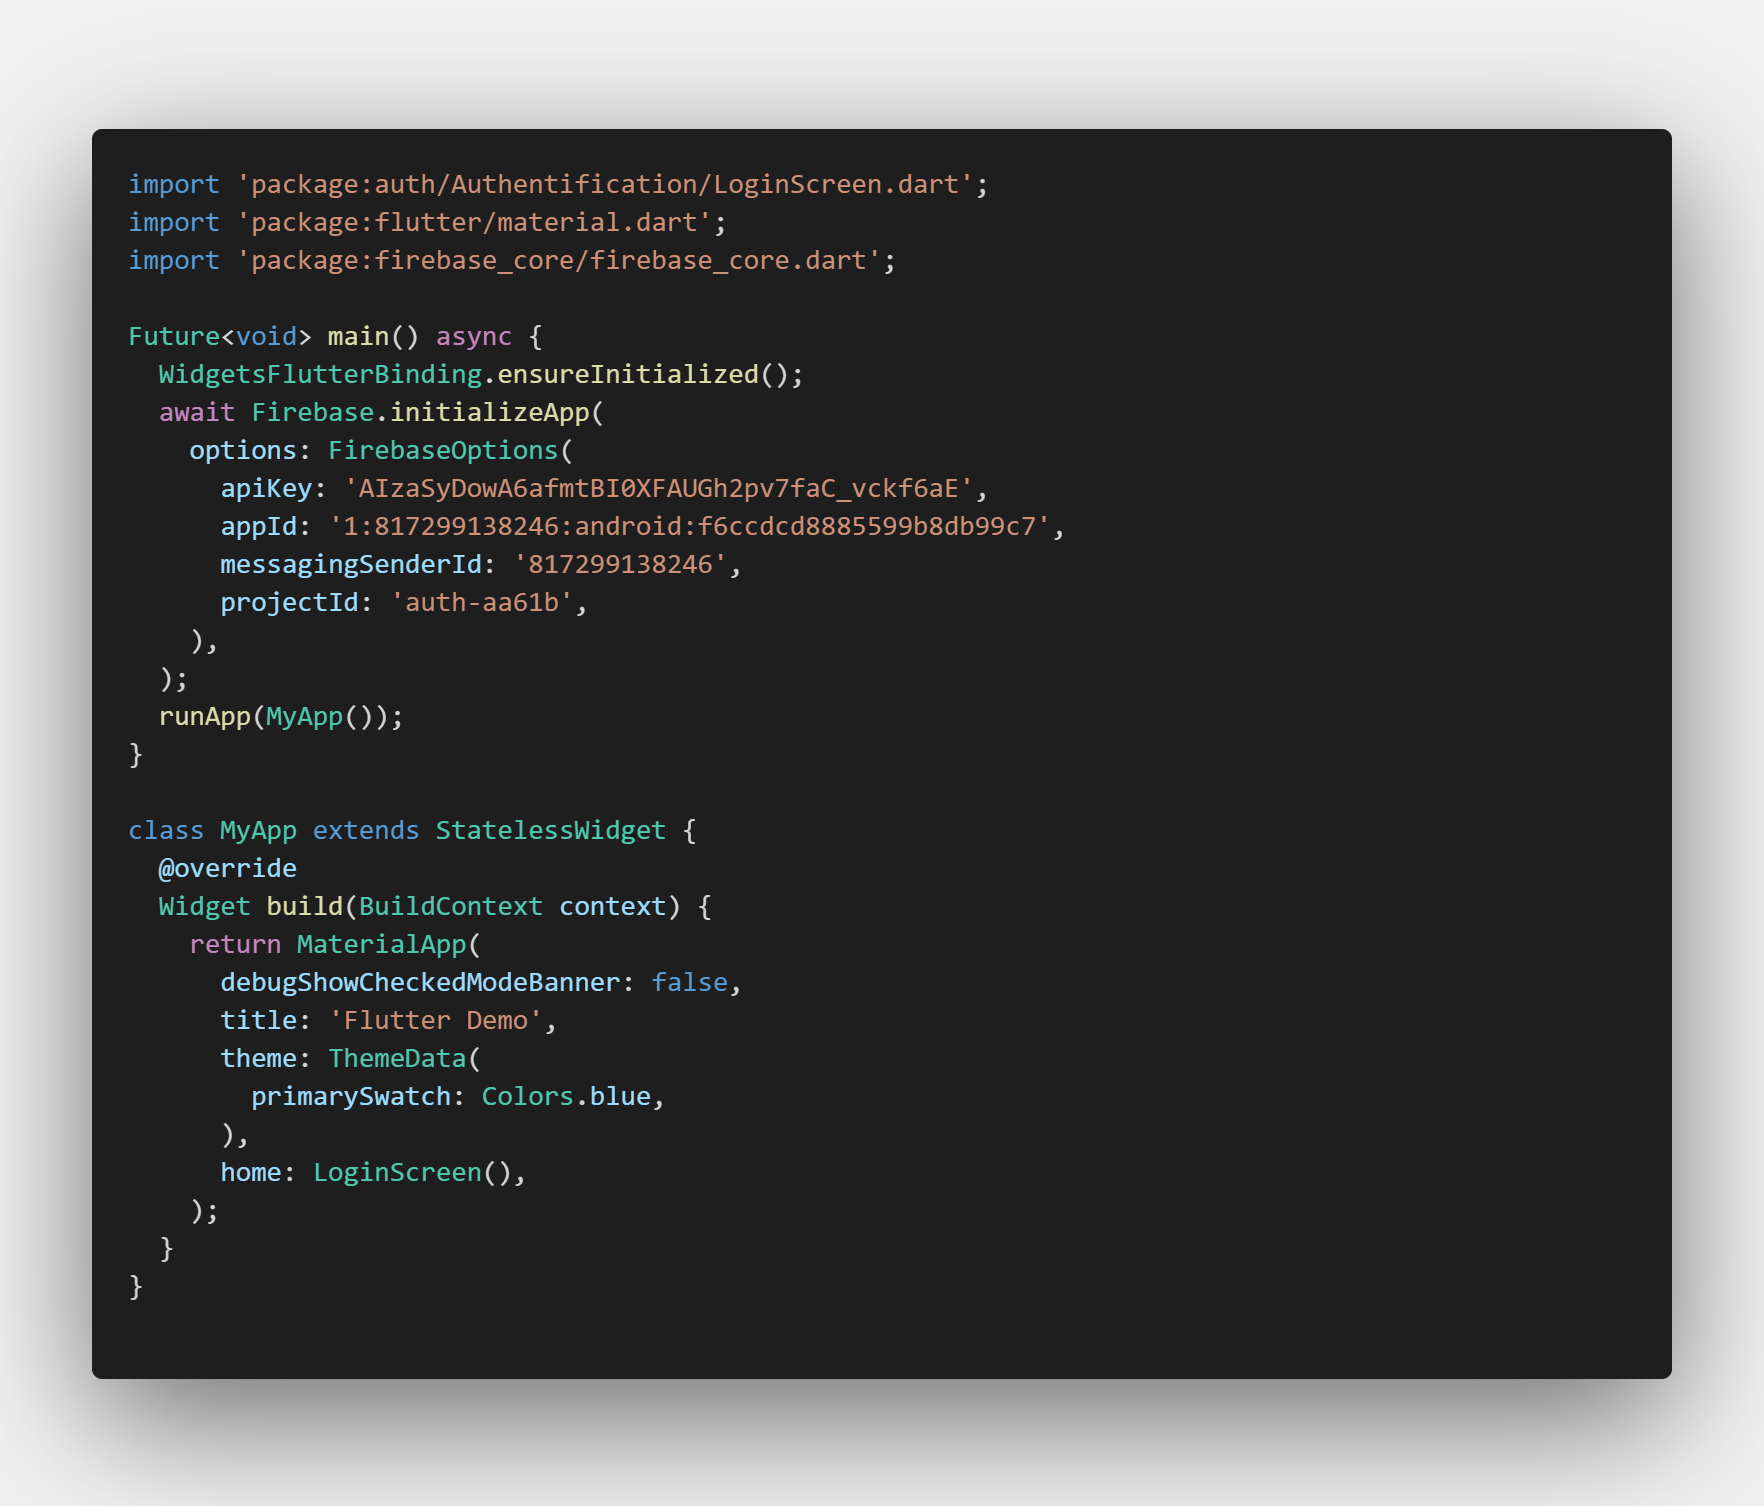 import 'package:auth/Authentification/LoginScreen.dart';
import 'package:flutter/material.dart';
import 'package:firebase_core/firebase_core.dart';

Future<void> main() async {
  WidgetsFlutterBinding.ensureInitialized();
  await Firebase.initializeApp(
    options: FirebaseOptions(
      apiKey: 'AIzaSyDowA6afmtBI0XFAUGh2pv7faC_vckf6aE',
      appId: '1:817299138246:android:f6ccdcd8885599b8db99c7',
      messagingSenderId: '817299138246',
      projectId: 'auth-aa61b',
    ),
  );
  runApp(MyApp());
}

class MyApp extends StatelessWidget {
  @override
  Widget build(BuildContext context) {
    return MaterialApp(
      debugShowCheckedModeBanner: false,
      title: 'Flutter Demo',
      theme: ThemeData(
        primarySwatch: Colors.blue,
      ),
      home: LoginScreen(),
    );
  }
}